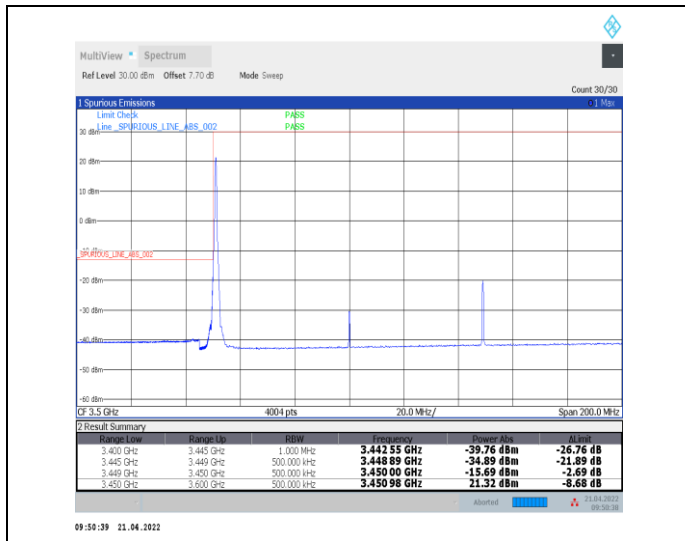 MultiView Spectrum
Ref Level 30.00 dBm Offset 7.70 dB Mode Sweep
Count 30/30
1 Spurious Emissions 1 Max
Limit Check PASS
Line _SPURIOUS_LINE_ABS_002 PASS
30 dBm
20 dBm
10 dBm
0 dBm
-10 dBm
_SPURIOUS_LINE_ABS_002
-20 dBm
-30 dBm
-40 dBm
-50 dBm
-60 dBm
CF 3.5 GHz 4004 pts 20.0 MHz/ Span 200.0 MHz
2 Result Summary
Range Low Range Up RBW Frequency Power Abs ΔLimit
3.400 GHz 3.445 GHz 1.000 MHz 3.442 55 GHz -39.76 dBm -26.76 dB
3.445 GHz 3.449 GHz 500.000 kHz 3.448 89 GHz -34.89 dBm -21.89 dB
3.449 GHz 3.450 GHz 500.000 kHz 3.450 00 GHz -15.69 dBm -2.69 dB
3.450 GHz 3.600 GHz 500.000 kHz 3.450 98 GHz 21.32 dBm -8.68 dB
Aborted 21.04.2022
09:50:38
09:50:39 21.04.2022